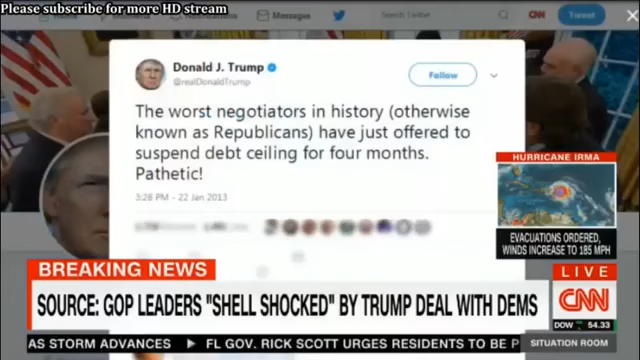 Please subscribe for more HD stream
Home
Notifications
Messages
CNN
Tweet
Donald J. Trump
@realDonaldTrump
Follow
The worst negotiators in history (otherwise
known as Republicans) have just offered to
suspend debt ceiling for four months.
Pathetic!
3:28 PM - 22 Jan 2013
HURRICANE IRMA
EVACUATIONS ORDERED,
WINDS INCREASE TO 185 MPH
BREAKING NEWS
LIVE
SOURCE: GOP LEADERS "SHELL SHOCKED" BY TRUMP DEAL WITH DEMS
CNN
DOW 54.33
AS STORM ADVANCES ▶ FL GOV. RICK SCOTT URGES RESIDENTS TO BE P
SITUATION ROOM